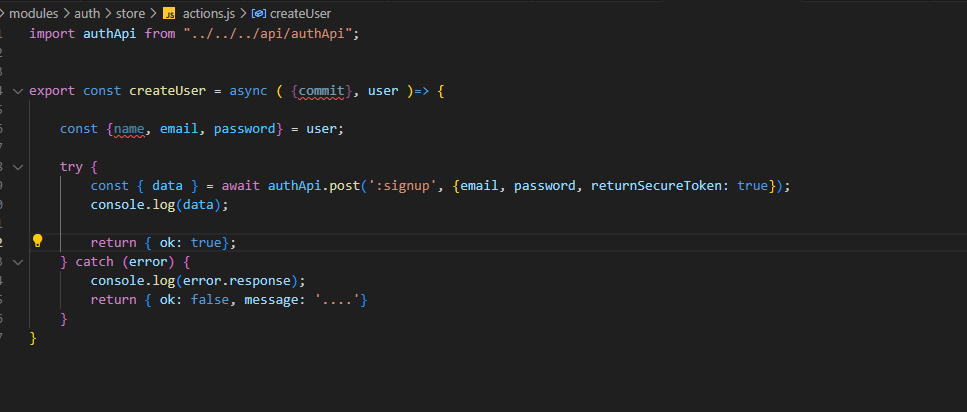 modules > auth > store > JS actions.js > createUser
import authApi from "../../../api/authApi";
export const createUser = async ( {commit}, user )=> {
const {name, email, password} = user;
try {
const { data } = await authApi.post(':signup', {email, password, returnSecureToken: true});
console.log(data);
return { ok: true};
} catch (error) {
console.log(error.response);
return { ok: false, message: '....'}
}
}